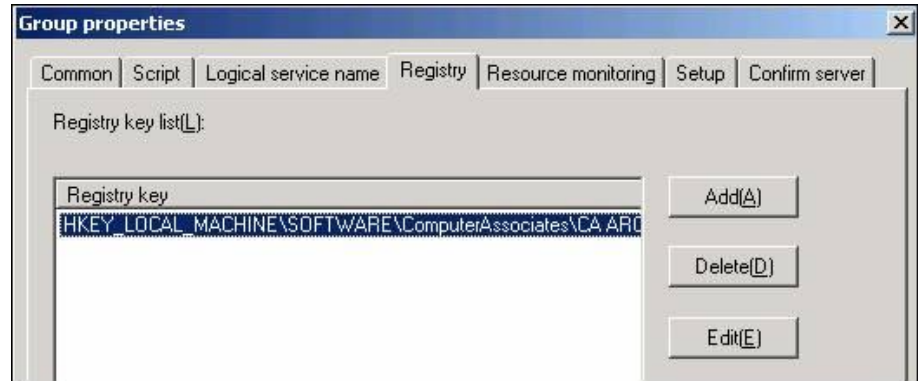 Group properties
Common Script Logical service name Registry Resource monitoring Setup Confirm server
Registry key list(L):
Registry key
Add(A)
HKEY_LOCAL_MACHINE\SOFTWARE\ComputerAssociates\CA ARC
Delete(D)
Edit(E)